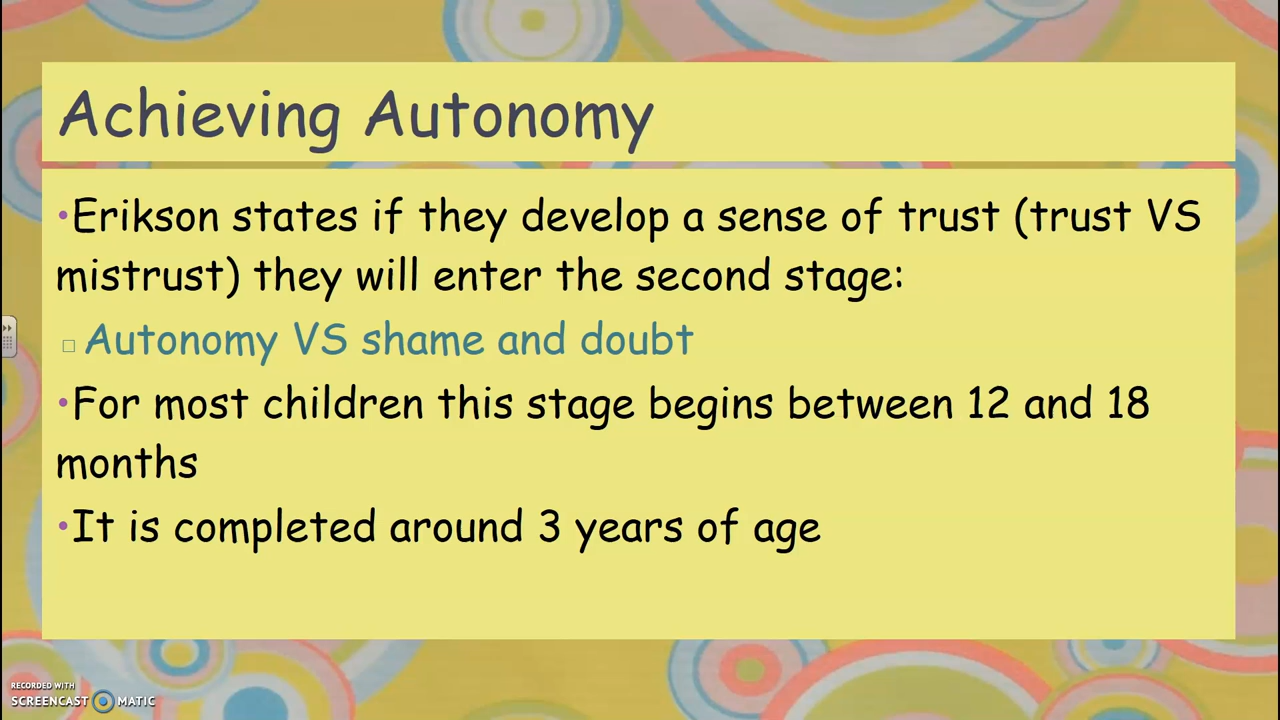 Achieving Autonomy
•Erikson states if they develop a sense of trust (trust VS
mistrust) they will enter the second stage:
□ Autonomy VS shame and doubt
•For most children this stage begins between 12 and 18
months
•It is completed around 3 years of age
RECORDED WITH
SCREENCAST MATIC